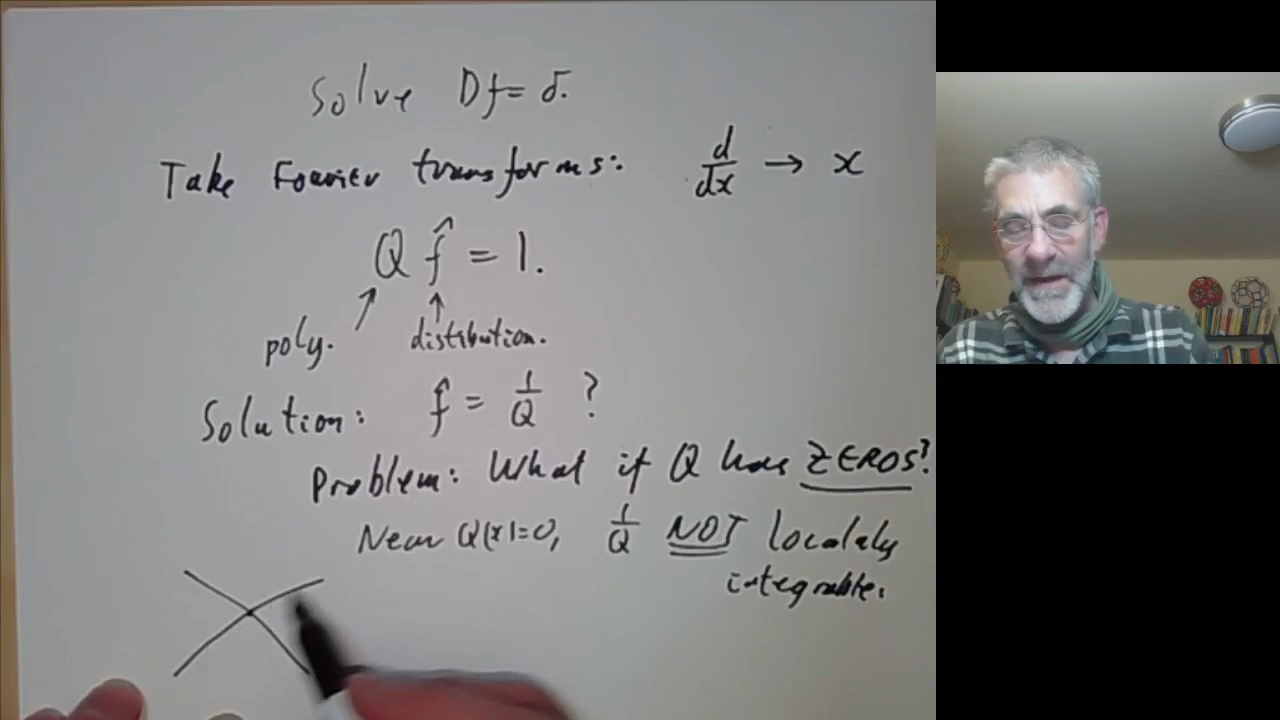 Solve Df = δ.
Take Fourier transforms: d/dx → x
Q f̂ = 1.
poly. distribution.
Solution: f̂ = 1/Q ?
Problem: What if Q has ZEROS?
Near Q(x)=0, 1/Q NOT locally
integrable.